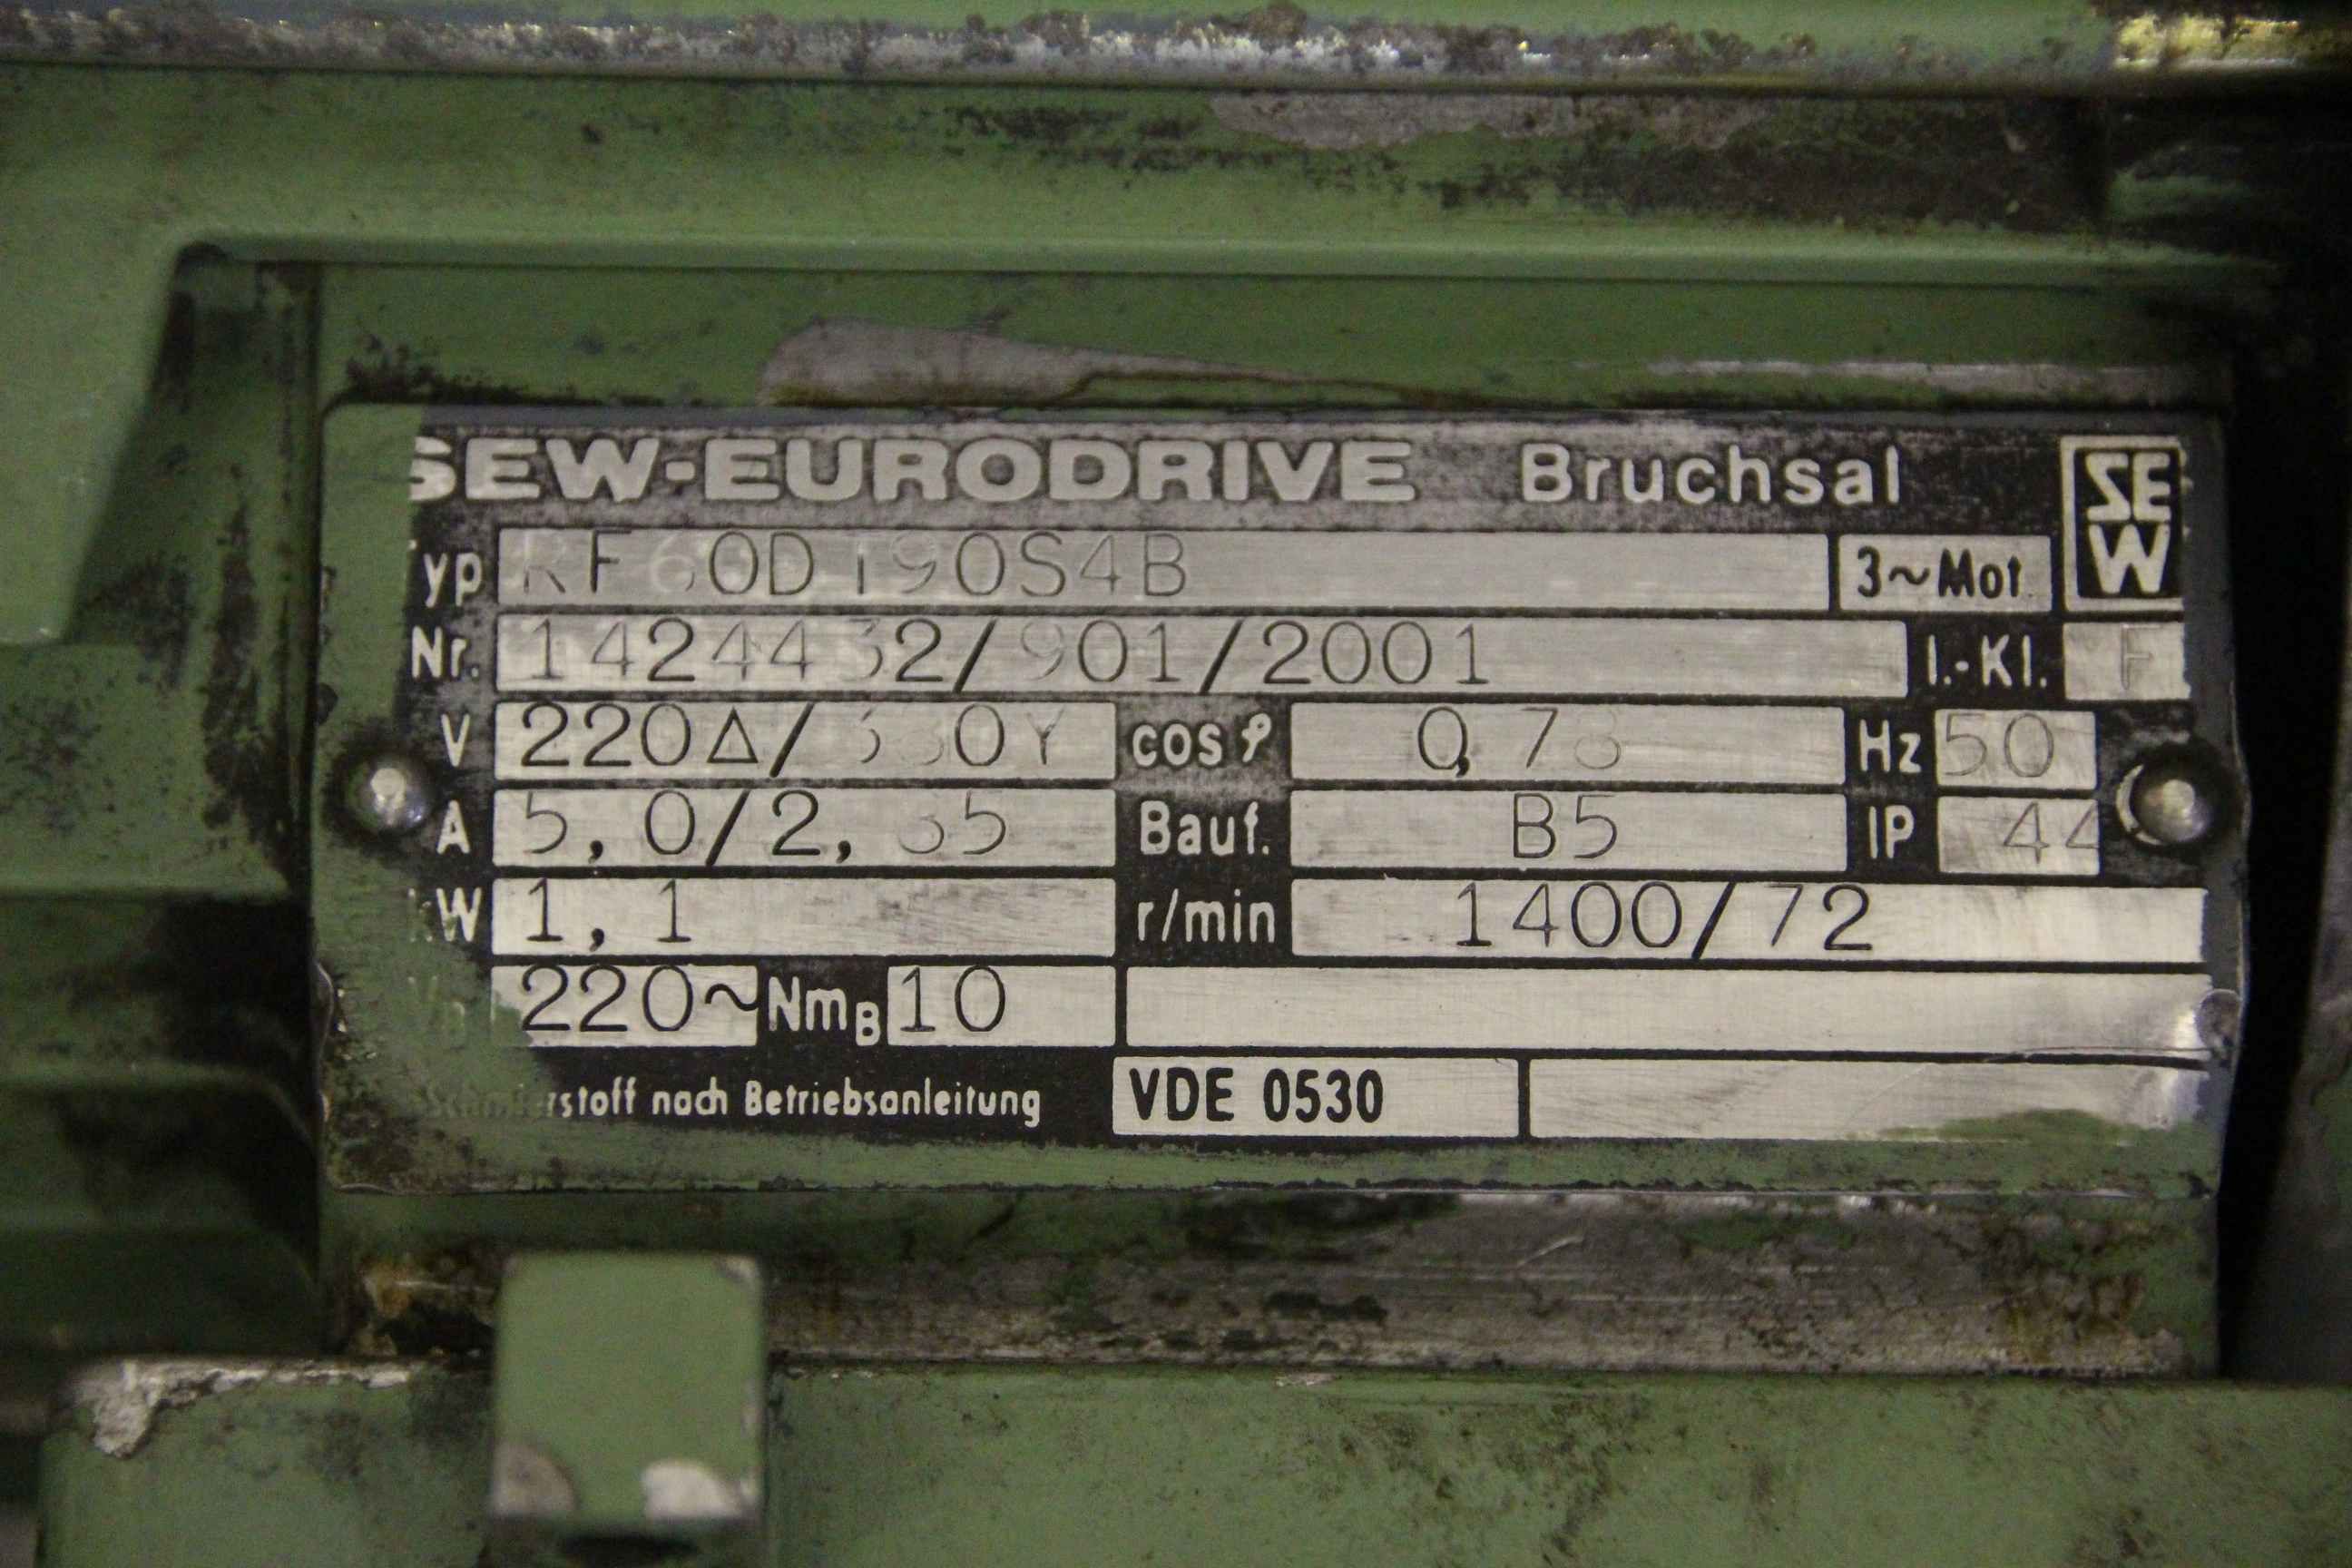 SEW-EURODRIVE Bruchsal SEW
Typ RF60DT90S4B 3~Mot.
Nr. 1424432/901/2001 I.-Kl. F
V 220Δ/380Y cos φ 0,78 Hz 50
A 5,0/2,85 Bauf. B5 IP 44
kW 1,1 r/min 1400/72
220~ NmB 10
nach Betriebsanleitung VDE 0530